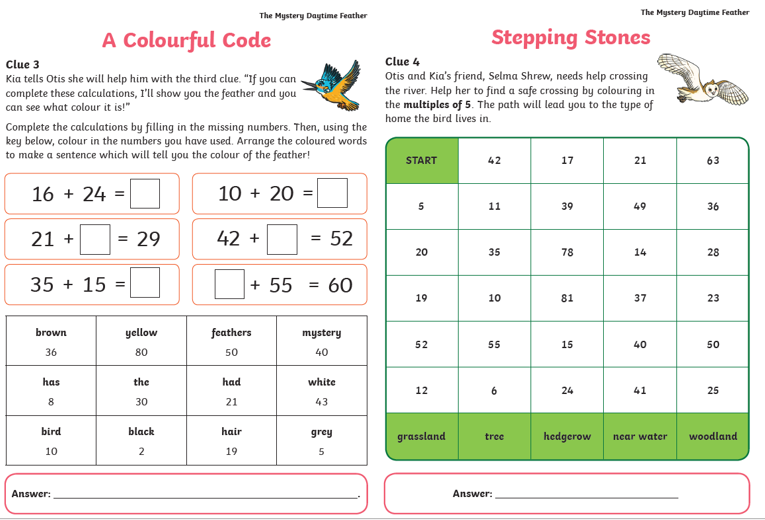 The Mystery Daytime Feather
A Colourful Code
Clue 3
Kia tells Otis she will help him with the third clue. “If you can
complete these calculations, I’ll show you the feather and you
can see what colour it is!”
Complete the calculations by filling in the missing numbers. Then, using the
key below, colour in the numbers you have used. Arrange the coloured words
to make a sentence which will tell you the colour of the feather!
16 + 24 =
10 + 20 =
21 + = 29
42 + = 52
35 + 15 =
+ 55 = 60
brown yellow feathers mystery
36 80 50 40
has the had white
8 30 21 43
bird black hair grey
10 2 19 5
Answer: .
The Mystery Daytime Feather
Stepping Stones
Clue 4
Otis and Kia’s friend, Selma Shrew, needs help crossing
the river. Help her to find a safe crossing by colouring in
the multiples of 5. The path will lead you to the type of
home the bird lives in.
START 42 17 21 63
5 11 39 49 36
20 35 78 14 28
19 10 81 37 23
52 55 15 40 50
12 6 24 41 25
grassland tree hedgerow near water woodland
Answer: